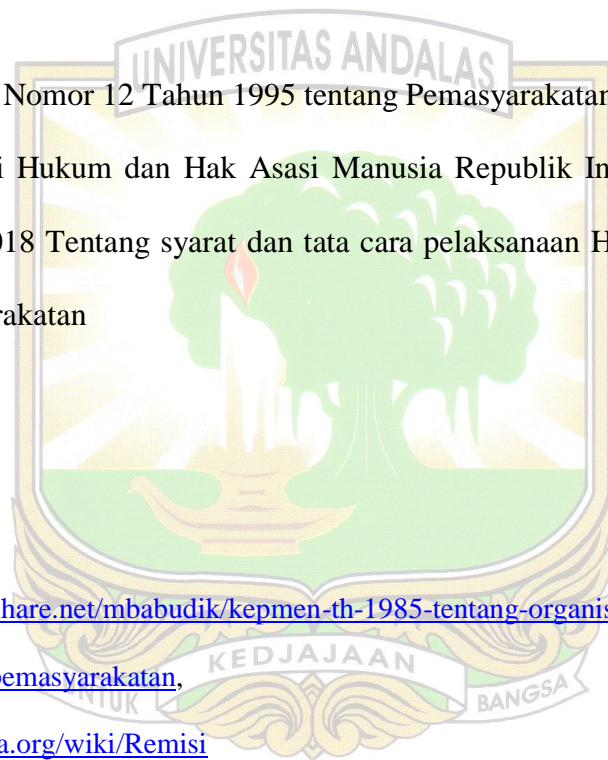 UNIVERSITAS ANDALAS
Nomor 12 Tahun 1995 tentang Pemasyarakatan
i Hukum dan Hak Asasi Manusia Republik In
018 Tentang syarat dan tata cara pelaksanaan H
rakatan
hare.net/mbabudik/kepmen-th-1985-tentang-organis
pemasyarakatan,
KEDJAJAAN
UNTUK
BANGSA
a.org/wiki/Remisi